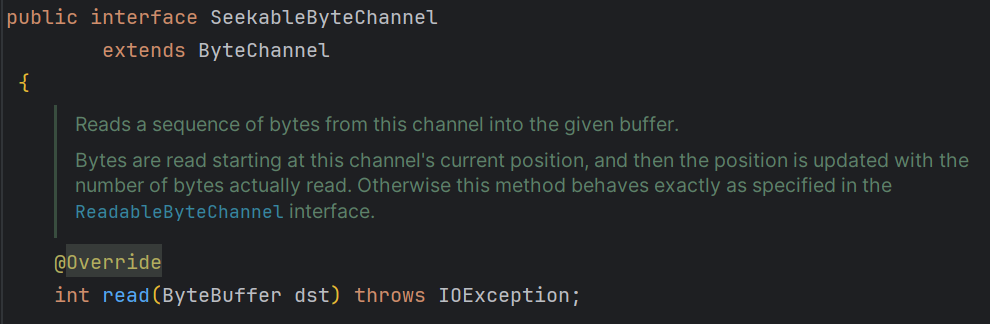 public interface SeekableByteChannel
extends ByteChannel
{
Reads a sequence of bytes from this channel into the given buffer.
Bytes are read starting at this channel's current position, and then the position is updated with the
number of bytes actually read. Otherwise this method behaves exactly as specified in the
ReadableByteChannel interface.
@Override
int read(ByteBuffer dst) throws IOException;